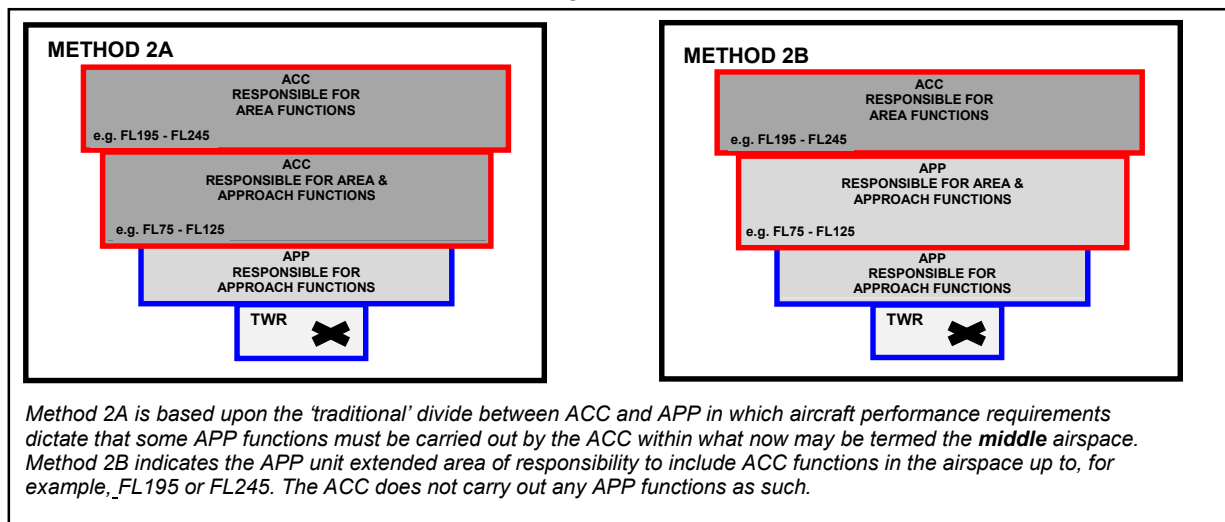 METHOD 2A
ACC
RESPONSIBLE FOR
AREA FUNCTIONS
e.g. FL195 - FL245
ACC
RESPONSIBLE FOR AREA &
APPROACH FUNCTIONS
e.g. FL75 - FL125
APP
RESPONSIBLE FOR
APPROACH FUNCTIONS
TWR
METHOD 2B
ACC
RESPONSIBLE FOR
AREA FUNCTIONS
e.g. FL195 - FL245
APP
RESPONSIBLE FOR AREA &
APPROACH FUNCTIONS
e.g. FL75 - FL125
APP
RESPONSIBLE FOR
APPROACH FUNCTIONS
TWR
Method 2A is based upon the ‘traditional’ divide between ACC and APP in which aircraft performance requirements
dictate that some APP functions must be carried out by the ACC within what now may be termed the middle airspace.
Method 2B indicates the APP unit extended area of responsibility to include ACC functions in the airspace up to, for
example, FL195 or FL245. The ACC does not carry out any APP functions as such.